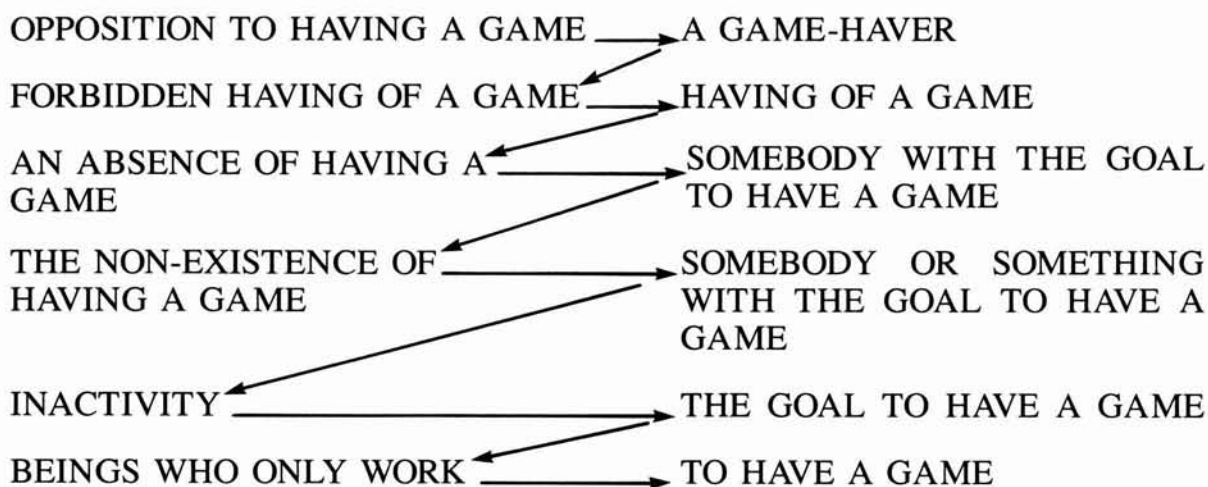 OPPOSITION TO HAVING A GAME A GAME-HAVER
FORBIDDEN HAVING OF A GAME HAVING OF A GAME
AN ABSENCE OF HAVING A
GAME
SOMEBODY WITH THE GOAL
TO HAVE A GAME
THE NON-EXISTENCE OF
HAVING A GAME
SOMEBODY OR SOMETHING
WITH THE GOAL TO HAVE A
GAME
INACTIVITY THE GOAL TO HAVE A GAME
BEINGS WHO ONLY WORK TO HAVE A GAME